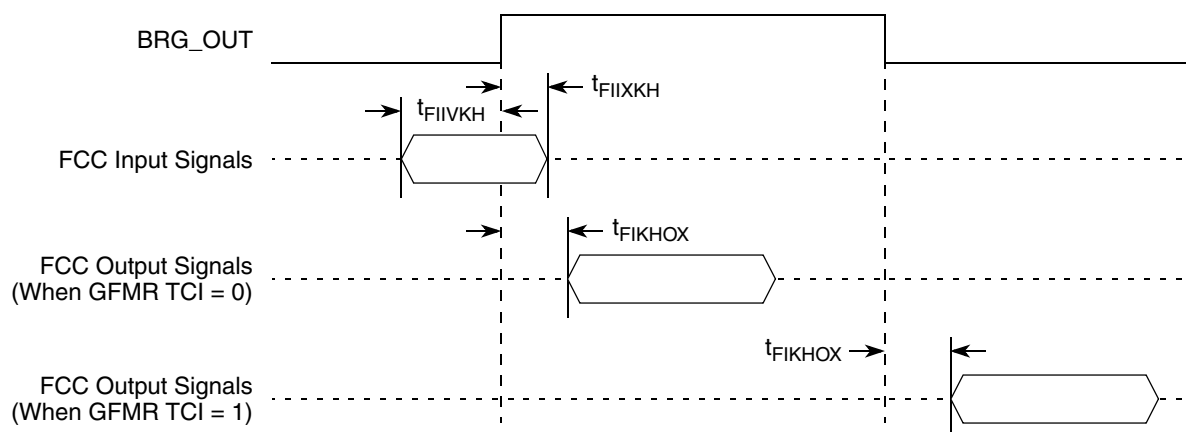 BRG_OUT
tFIIXKH
tFIIVKH
FCC Input Signals
tFIKHOX
FCC Output Signals
(When GFMR TCI = 0)
tFIKHOX
FCC Output Signals
(When GFMR TCI = 1)